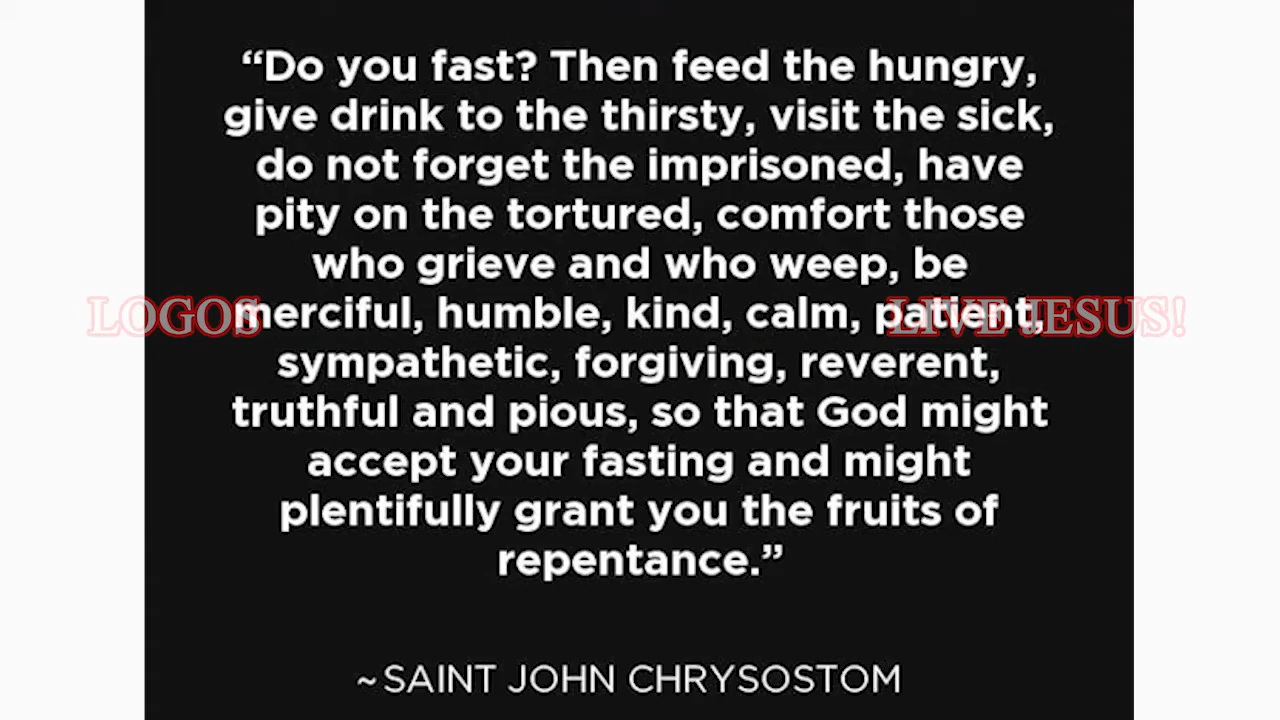 “Do you fast? Then feed the hungry,
give drink to the thirsty, visit the sick,
do not forget the imprisoned, have
pity on the tortured, comfort those
who grieve and who weep, be
merciful, humble, kind, calm, patient,
LOGOS
LIVE JESUS!
sympathetic, forgiving, reverent,
truthful and pious, so that God might
accept your fasting and might
plentifully grant you the fruits of
repentance.”
~SAINT JOHN CHRYSOSTOM